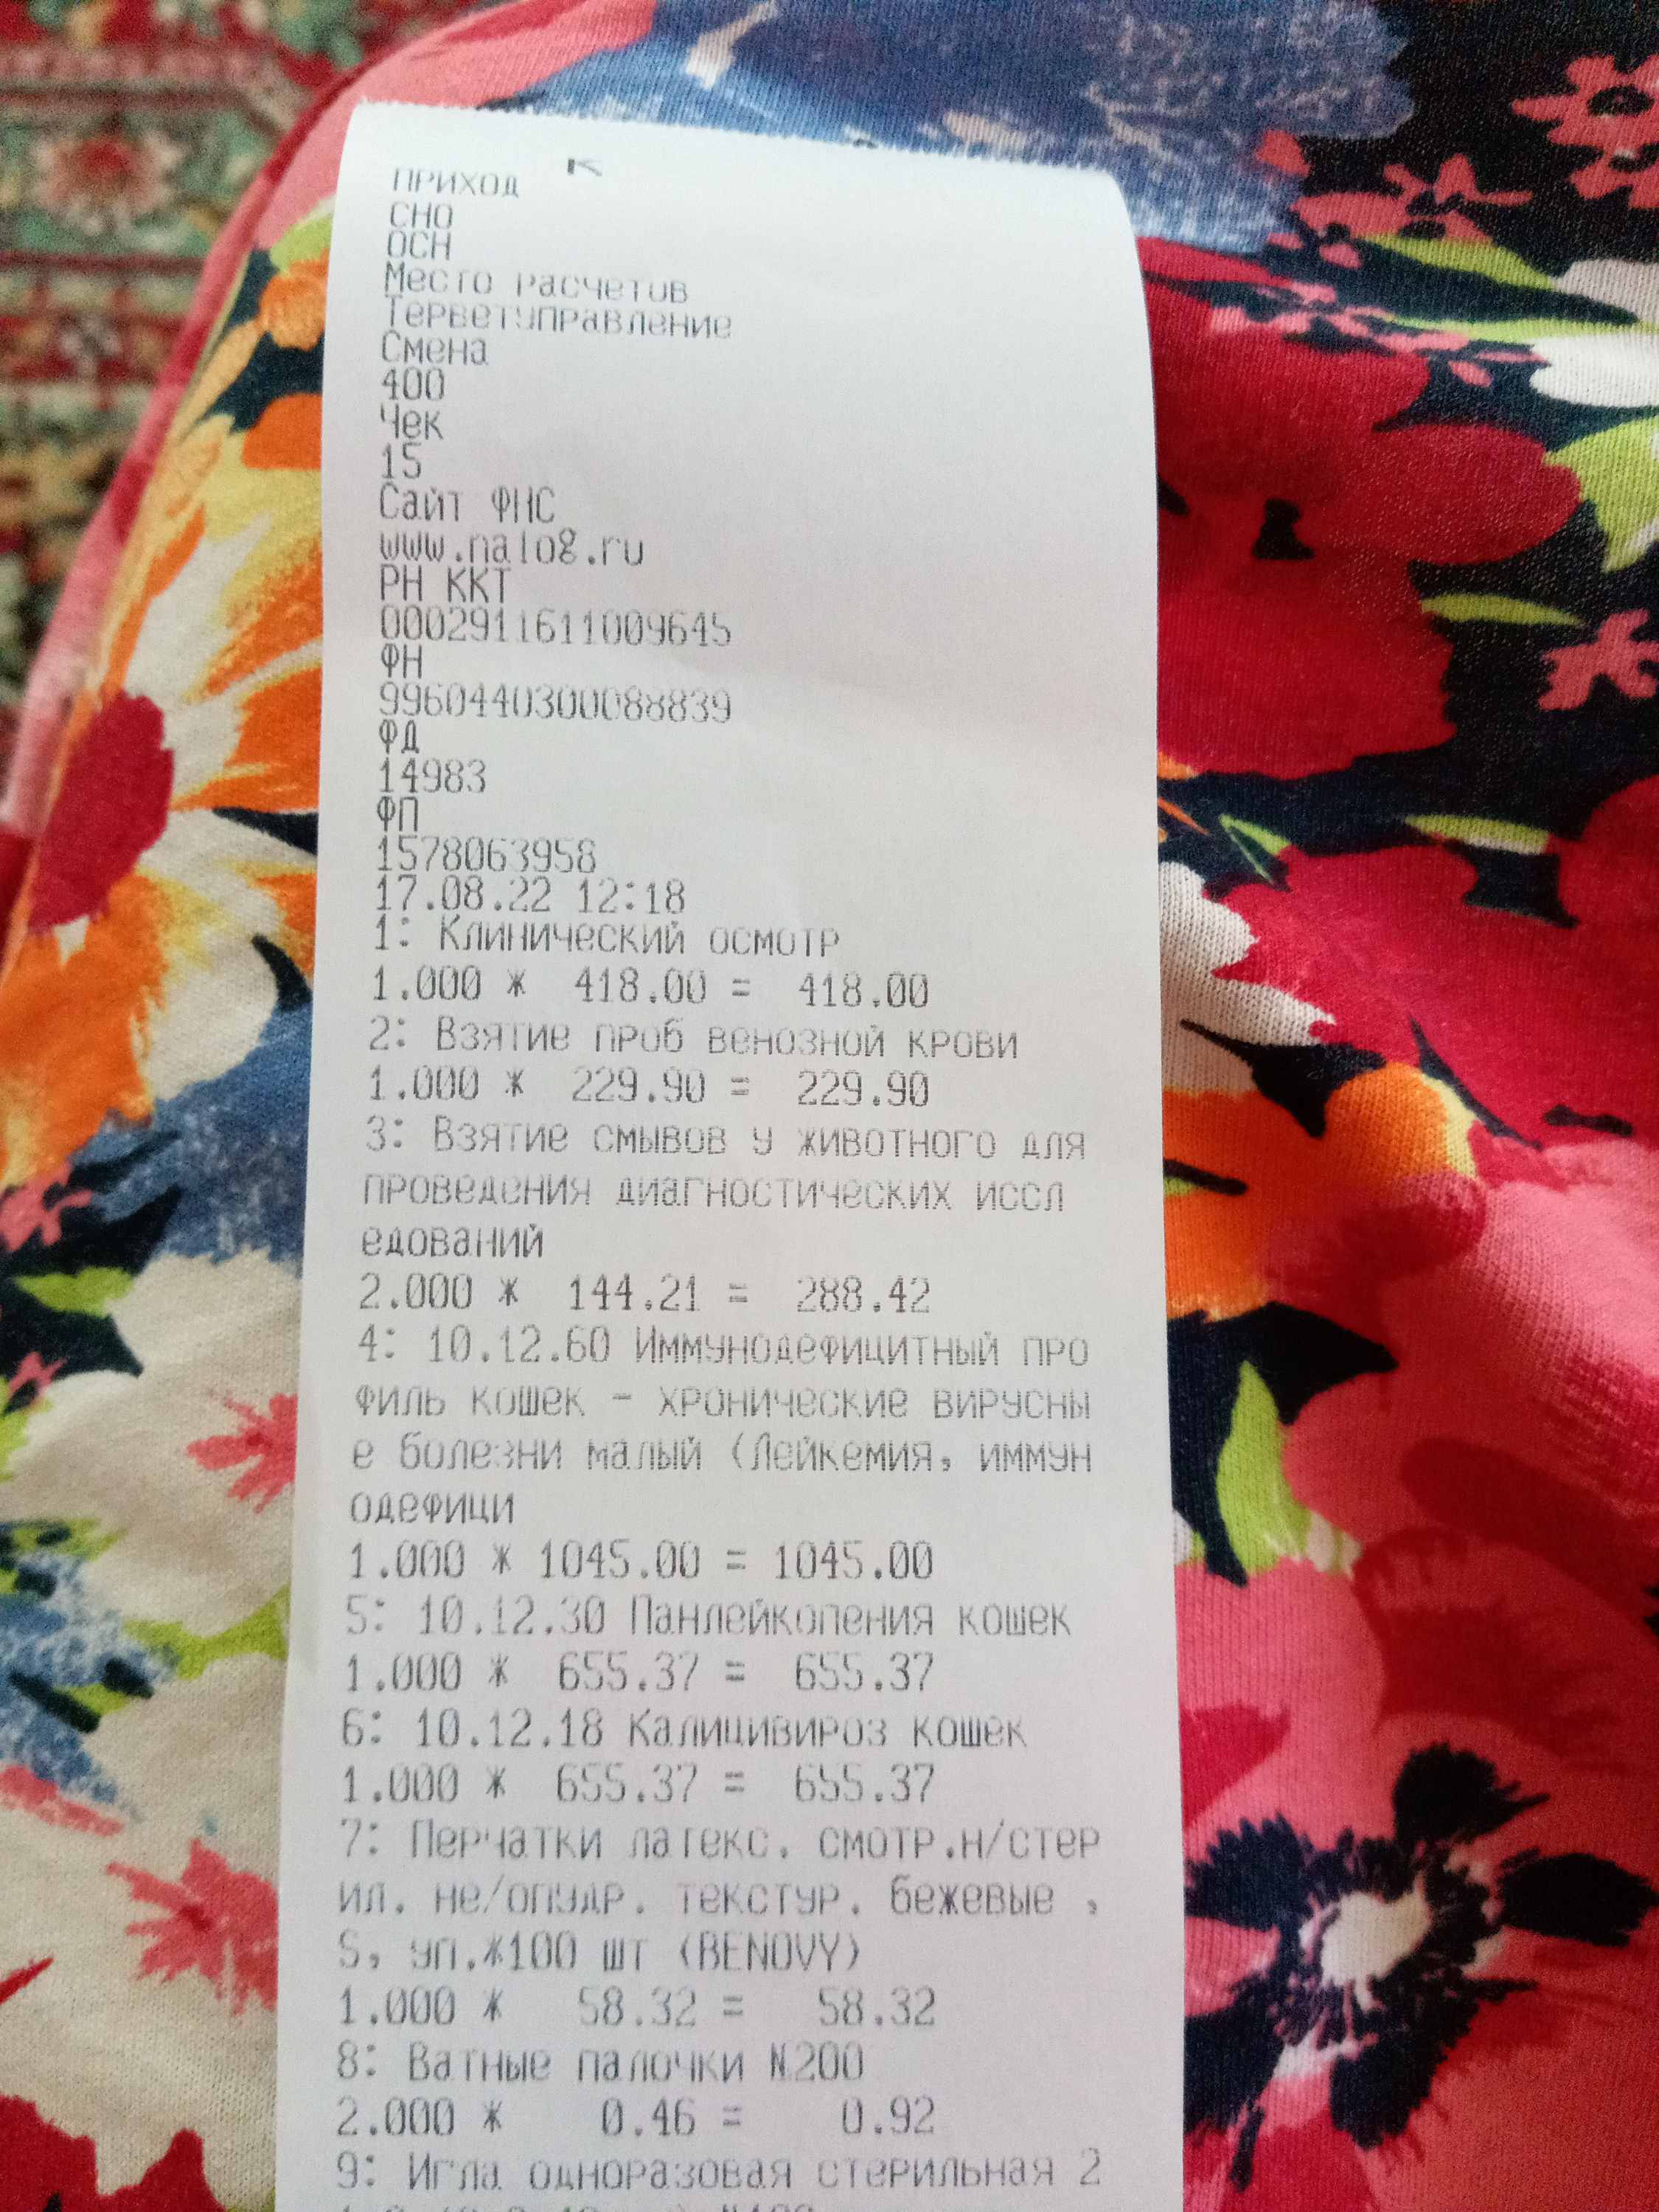 ПРИХОД
СНО
ОСН
Место расчетов
Терветуправление
Смена
400
Чек
15
Сайт ФНС
www.nalog.ru
РН ККТ
0002911611009645
ФН
9960440300088839
ФД
14983
ФП
1578063958
17.08.22 12:18
1: Клинический осмотр
1.000 * 418.00 = 418.00
2: Взятие проб венозной крови
1.000 * 229.90 = 229.90
3: Взятие смывов у животного для
проведения диагностических иссл
едований
2.000 * 144.21 = 288.42
4: 10.12.60 Иммунодефицитный про
филь кошек - хронические вирусны
е болезни малый (Лейкемия, иммун
одефици
1.000 * 1045.00 = 1045.00
5: 10.12.30 Панлейкопения кошек
1.000 * 655.37 = 655.37
6: 10.12.18 Калицивироз кошек
1.000 * 655.37 = 655.37
7: Перчатки латекс. смотр.н/стер
ил. не/опудр. текстур. бежевые ,
S, уп.*100 шт (BENOVY)
1.000 * 58.32 = 58.32
8: Ватные палочки N200
2.000 * 0.46 = 0.92
9: Игла одноразовая стерильная 2